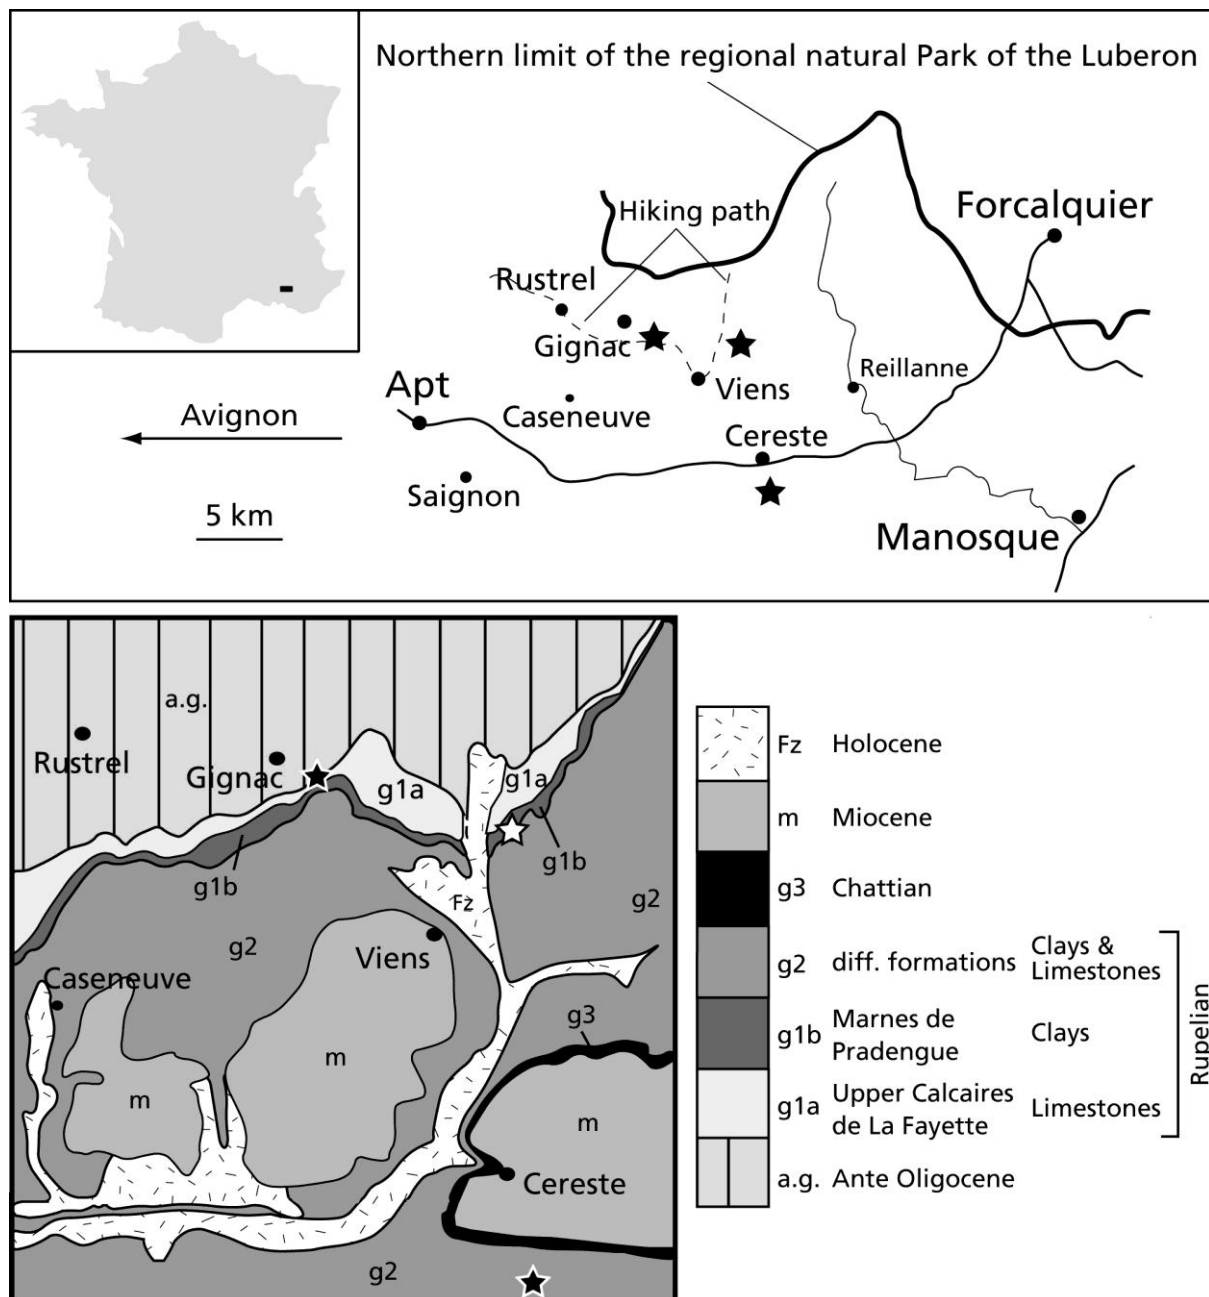 Northern limit of the regional natural Park of the Luberon
Forcalquier
Hiking path
Rustrel
Gignac
Viens
Reillanne
Apt
Caseneuve
Avignon
Cereste
Saignon
5 km
Manosque
a.g.
Rustrel
Gignac
g1a
g1a
g1b
g1b
g2
Fz
g2
Viens
Caseneuve
g3
m
m
m
Cereste
g2
Fz Holocene
m Miocene
g3 Chattian
g2 diff. formations Clays & Limestones
g1b Marnes de Pradengue Clays
g1a Upper Calcaires de La Fayette Limestones
Rupelian
a.g. Ante Oligocene